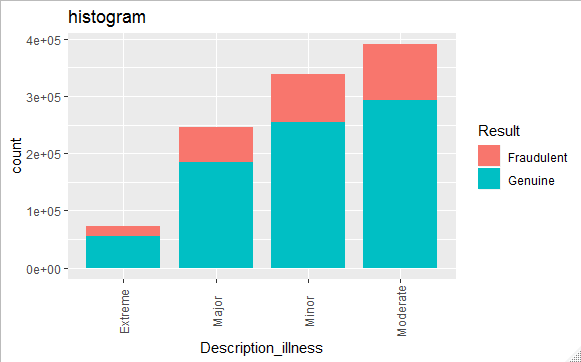 histogram
4e+05
3e+05
2e+05
1e+05
0e+00
count
Extreme
Major
Minor
Moderate
Description_illness
Result
Fraudulent
Genuine